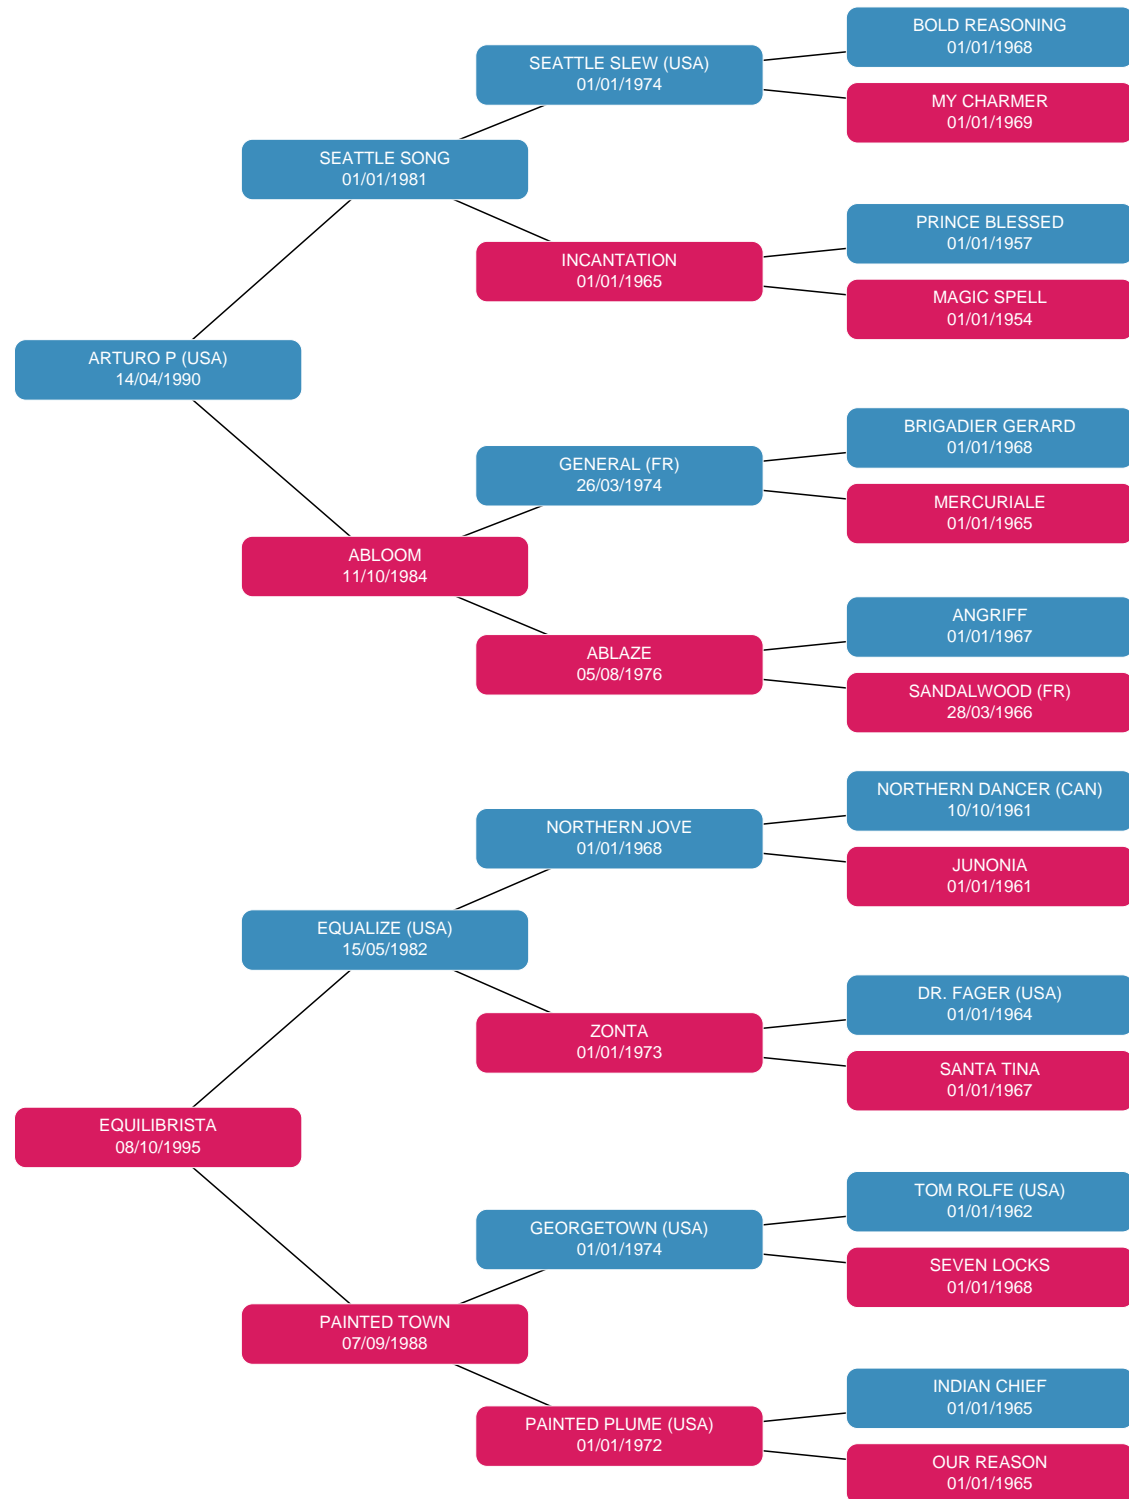 BOLD REASONING
01/01/1968
SEATTLE SLEW (USA)
01/01/1974
MY CHARMER
01/01/1969
SEATTLE SONG
01/01/1981
PRINCE BLESSED
01/01/1957
INCANTATION
01/01/1965
MAGIC SPELL
01/01/1954
ARTURO P (USA)
14/04/1990
BRIGADIER GERARD
01/01/1968
GENERAL (FR)
26/03/1974
MERCURIALE
01/01/1965
ABLOOM
11/10/1984
ANGRIFF
01/01/1967
ABLAZE
05/08/1976
SANDALWOOD (FR)
28/03/1966
NORTHERN DANCER (CAN)
10/10/1961
NORTHERN JOVE
01/01/1968
JUNONIA
01/01/1961
EQUALIZE (USA)
15/05/1982
DR. FAGER (USA)
01/01/1964
ZONTA
01/01/1973
SANTA TINA
01/01/1967
EQUILIBRISTA
08/10/1995
TOM ROLFE (USA)
01/01/1962
GEORGETOWN (USA)
01/01/1974
SEVEN LOCKS
01/01/1968
PAINTED TOWN
07/09/1988
INDIAN CHIEF
01/01/1965
PAINTED PLUME (USA)
01/01/1972
OUR REASON
01/01/1965